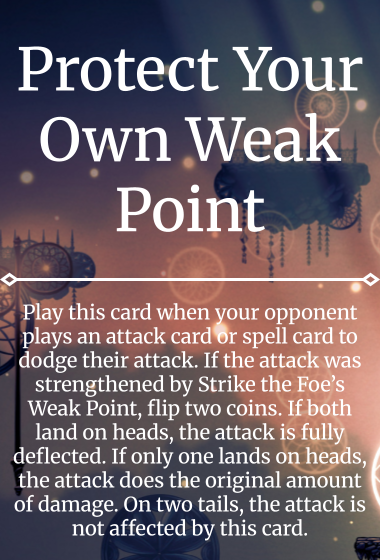 Protect Your
Own Weak
Point
Play this card when your opponent
plays an attack card or spell card to
dodge their attack. If the attack was
strengthened by Strike the Foe’s
Weak Point, flip two coins. If both
land on heads, the attack is fully
deflected. If only one lands on heads,
the attack does the original amount
of damage. On two tails, the attack is
not affected by this card.